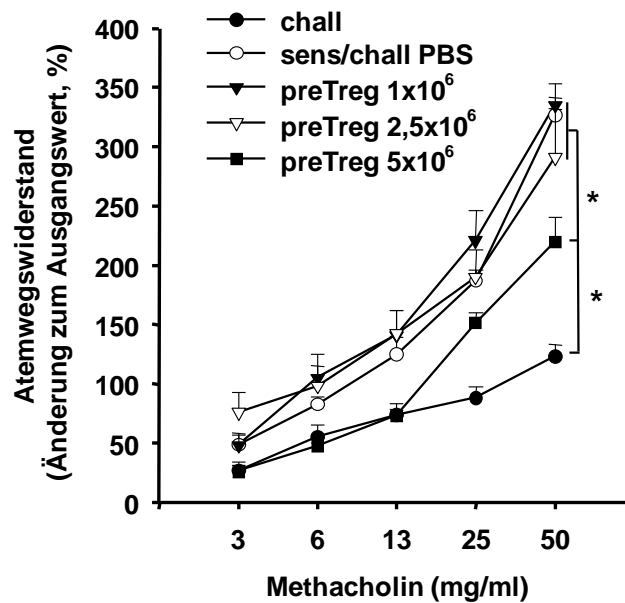 chall
sens/chall PBS
preTreg 1x10⁶
preTreg 2,5x10⁶
preTreg 5x10⁶
Atemwegswiderstand
(Änderung zum Ausgangswert, %)
400
350
300
250
200
150
100
50
0
*
*
3 6 13 25 50
Methacholin (mg/ml)